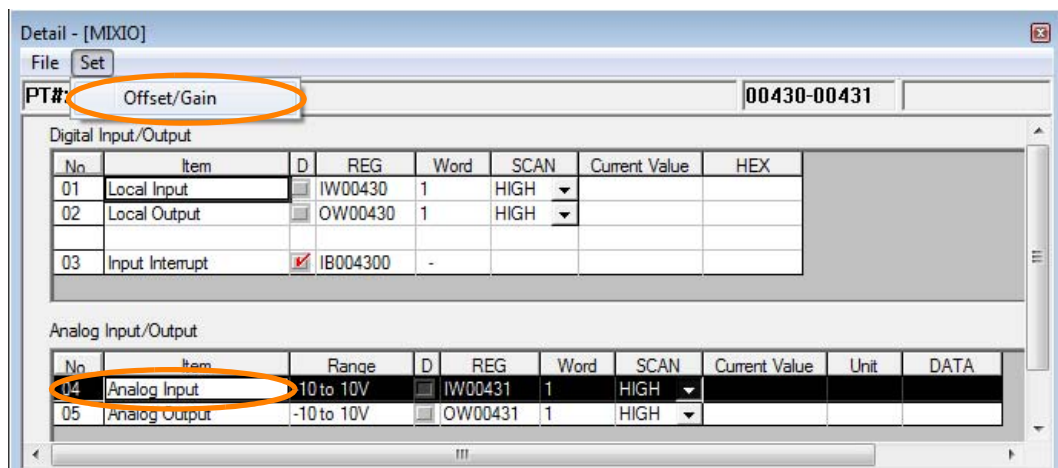 Detail - [MIXIO]
File Set
PT#: 00430-00431
Offset/Gain
Digital Input/Output
No. Item D REG Word SCAN Current Value HEX
01 Local Input IW00430 1 HIGH
02 Local Output OW00430 1 HIGH
03 Input Interrupt IB004300 -
Analog Input/Output
No. Item Range D REG Word SCAN Current Value Unit DATA
04 Analog Input -10 to 10V IW00431 1 HIGH
05 Analog Output -10 to 10V OW00431 1 HIGH